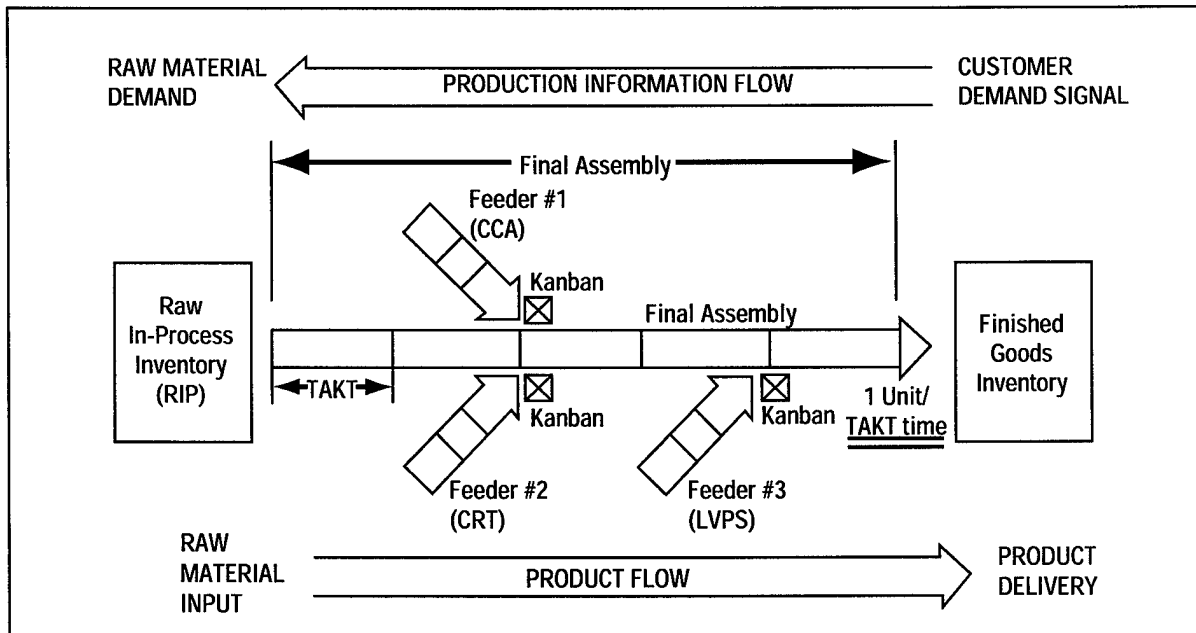 RAW MATERIAL
DEMAND
PRODUCTION INFORMATION FLOW
CUSTOMER
DEMAND SIGNAL
Final Assembly
Feeder #1
(CCA)
Kanban
Raw
In-Process
Inventory
(RIP)
Final Assembly
Finished
Goods
Inventory
TAKT
Kanban
Kanban
1 Unit/
TAKT time
Feeder #2
(CRT)
Feeder #3
(LVPS)
RAW
MATERIAL
INPUT
PRODUCT FLOW
PRODUCT
DELIVERY